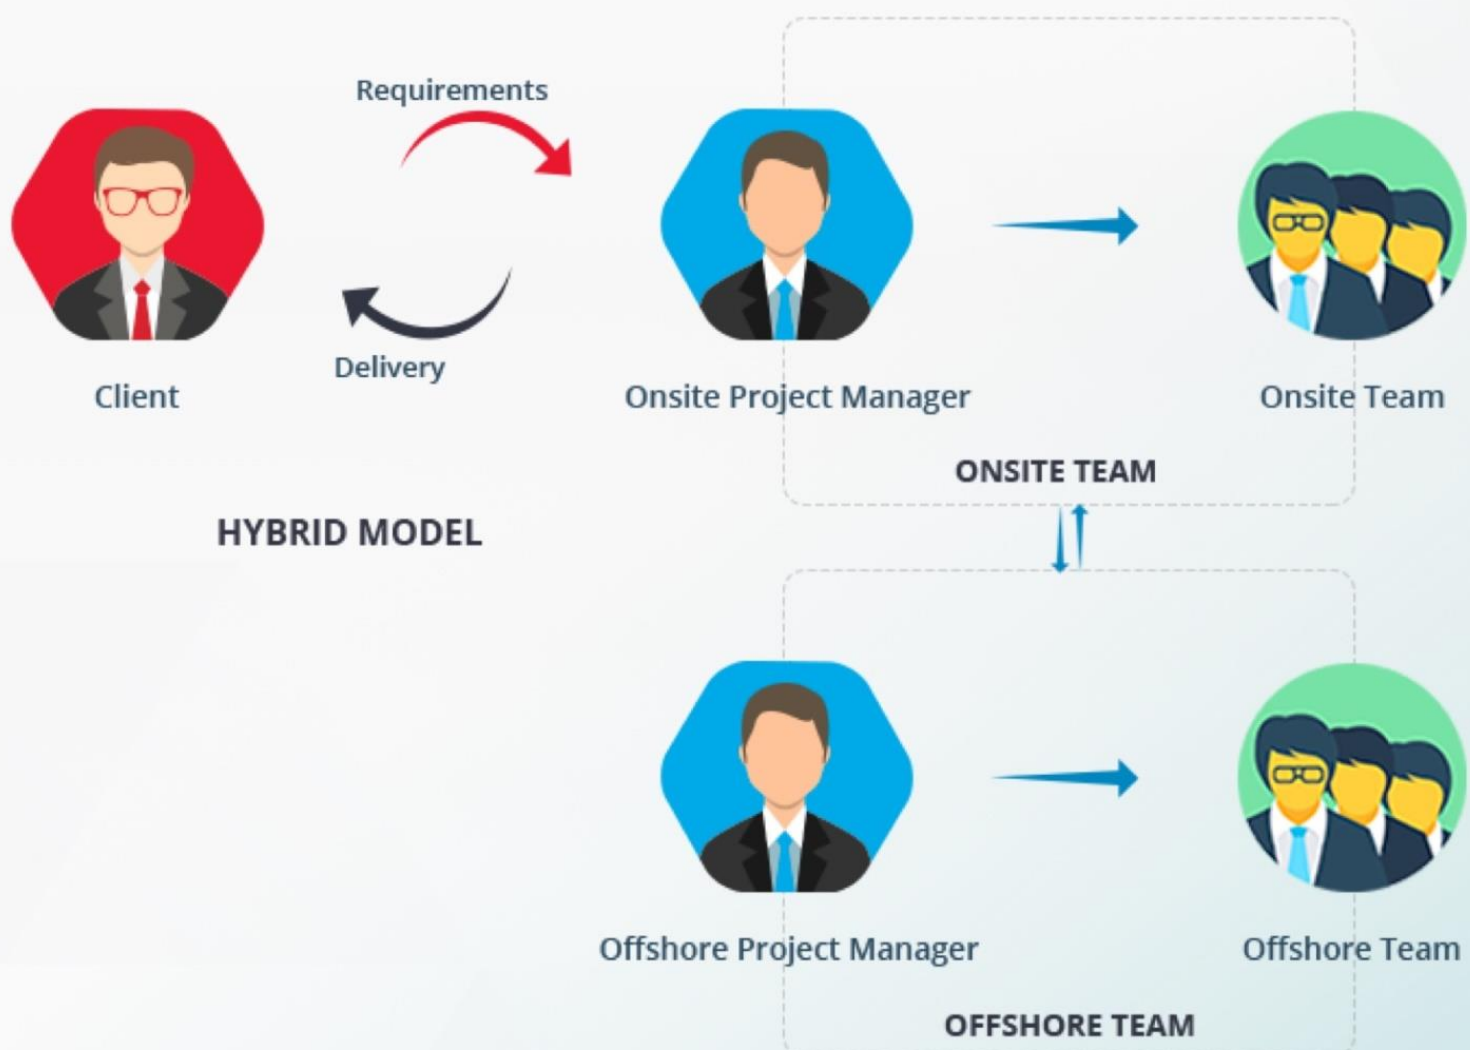 Requirements
Delivery
Client
Onsite Project Manager
Onsite Team
ONSITE TEAM
HYBRID MODEL
Offshore Project Manager
Offshore Team
OFFSHORE TEAM